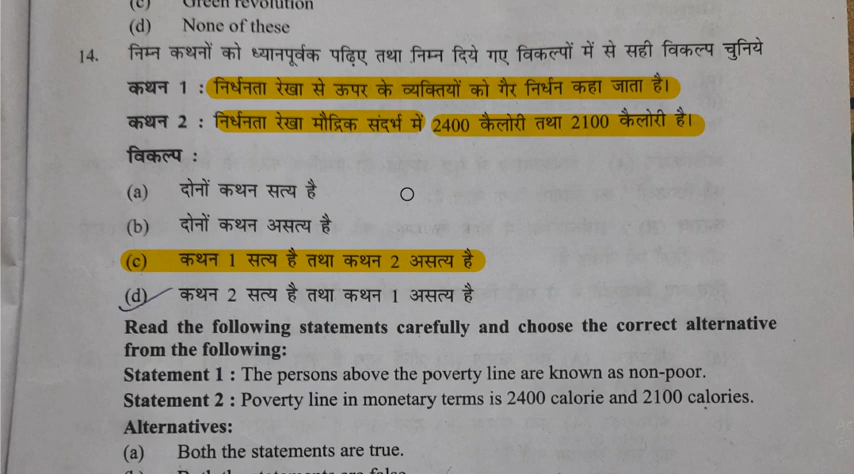 (c) Green revolution
(d) None of these
14. निम्न कथनों को ध्यानपूर्वक पढ़िए तथा निम्न दिये गए विकल्पों में से सही विकल्प चुनिये
कथन 1 : निर्धनता रेखा से ऊपर के व्यक्तियों को गैर निर्धन कहा जाता है।
कथन 2 : निर्धनता रेखा मौद्रिक संदर्भ में 2400 कैलोरी तथा 2100 कैलोरी है।
विकल्प :
(a) दोनों कथन सत्य है
(b) दोनों कथन असत्य है
(c) कथन 1 सत्य है तथा कथन 2 असत्य है
(d) कथन 2 सत्य है तथा कथन 1 असत्य है
Read the following statements carefully and choose the correct alternative
from the following:
Statement 1 : The persons above the poverty line are known as non-poor.
Statement 2 : Poverty line in monetary terms is 2400 calorie and 2100 calories.
Alternatives:
(a) Both the statements are true.